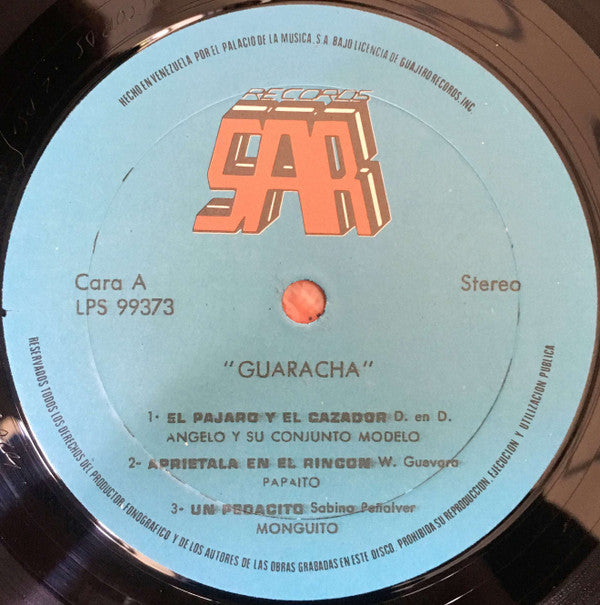 HECHO EN VENEZUELA POR EL PALACIO DE LA MUSICA, S.A. BAJO LICENCIA DE GUAJIRO RECORDS, INC.
RECORDS
SAR
Cara A
Stereo
LPS 99373
"GUARACHA"
1- EL PAJARO Y EL CAZADOR D. en D.
ANGELO Y SU CONJUNTO MODELO
2- APRIETALA EN EL RINCON W. Guevara
PAPAITO
3- UN PEDACITO Sabino Peñalver
MONGUITO
RESERVADOS TODOS LOS DERECHOS DEL PRODUCTOR FONOGRAFICO Y DE LOS AUTORES DE LAS OBRAS GRABADAS EN ESTE DISCO. PROHIBIDA SU REPRODUCCION, EJECUCION Y UTILIZACION PUBLICA